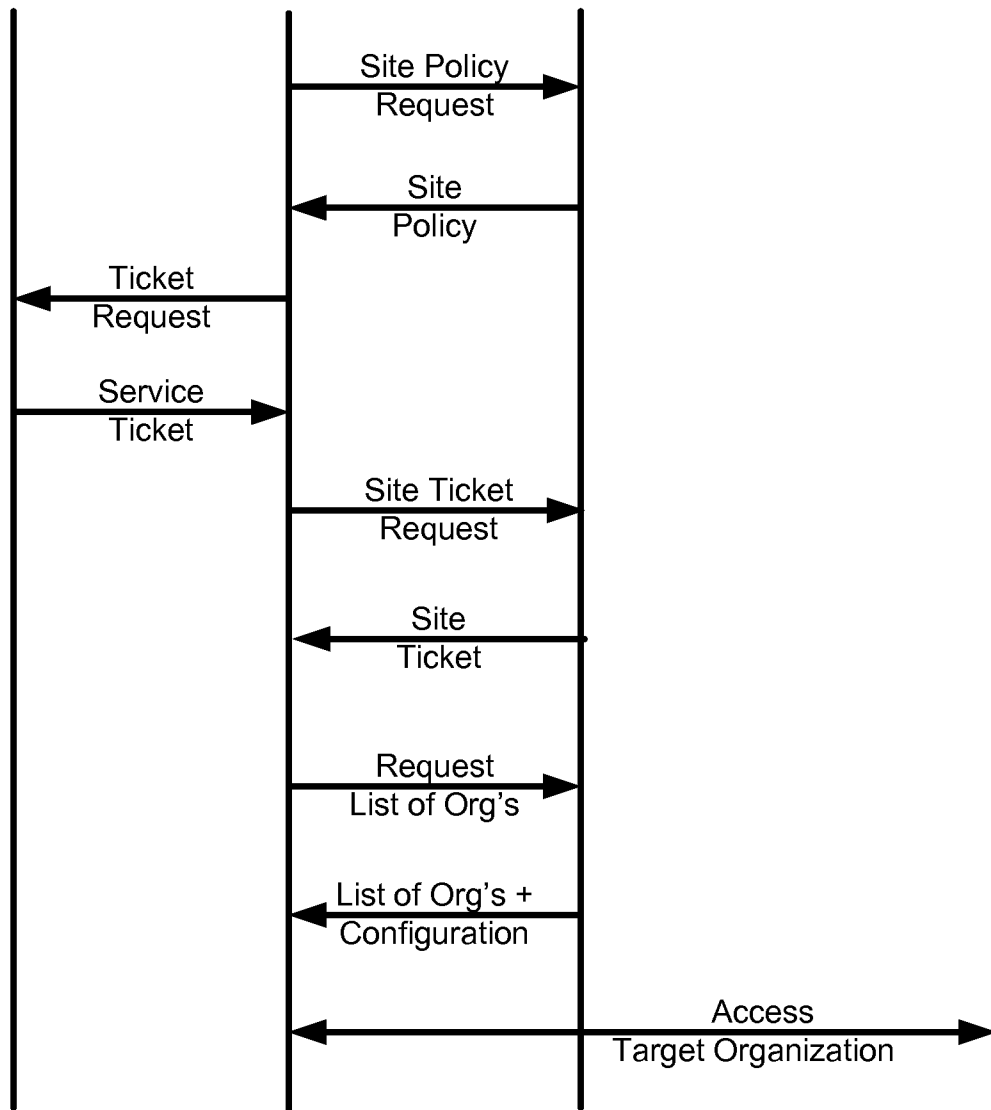 Site Policy
Request
Site
Policy
Ticket
Request
Service
Ticket
Site Ticket
Request
Site
Ticket
Request
List of Org's
List of Org's +
Configuration
Access
Target Organization